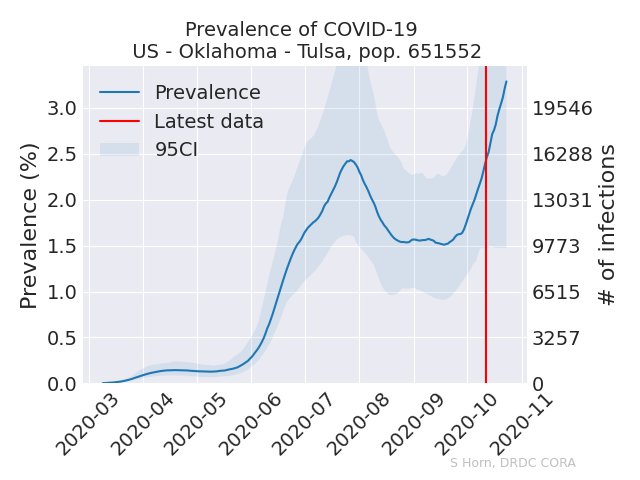 Prevalence of COVID-19
US - Oklahoma - Tulsa, pop. 651552
Prevalence
Latest data
95CI
Prevalence (%)
3.0
2.5
2.0
1.5
1.0
0.5
0.0
19546
16288
13031
9773
6515
3257
0
# of infections
2020-03
2020-04
2020-05
2020-06
2020-07
2020-08
2020-09
2020-10
2020-11
S Horn, DRDC CORA